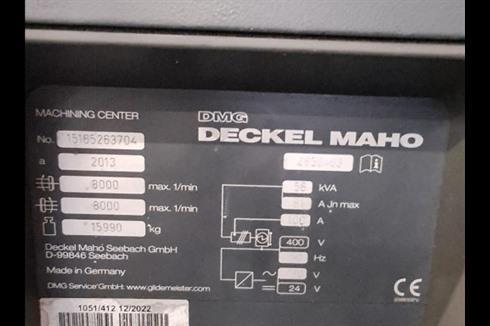 MACHINING CENTER
DMG
DECKEL MAHO
No. 15165263704
a 2013
8000 max. 1/min
8000 max. 1/min
15990 kg
56 kVA
A Jn max
100 A
400 V
Hz
V
24 V
Deckel Maho Seebach GmbH
D-99846 Seebach
Made in Germany
DMG Service GmbH, www.gildemeister.com
CE
1051/412 12/2022